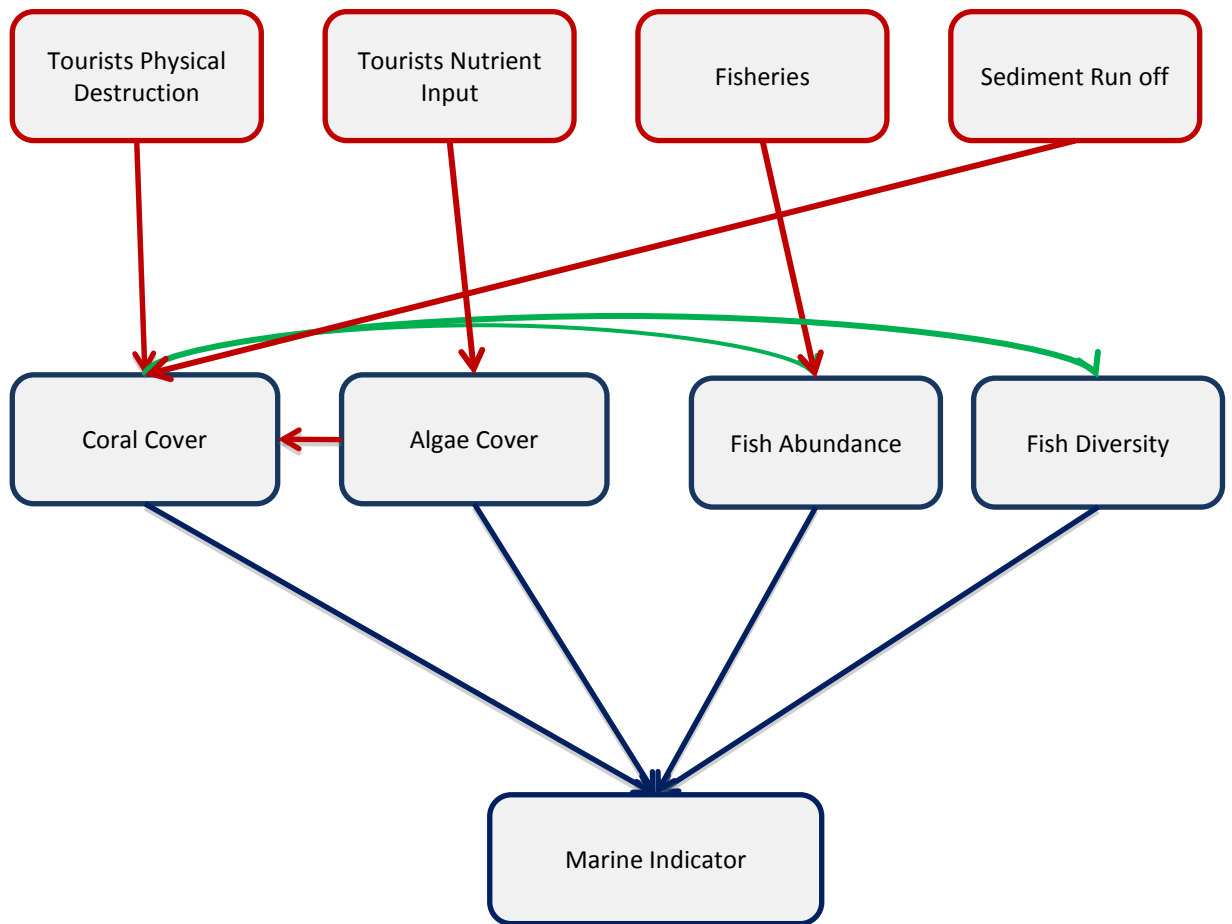 Tourists Physical
Destruction
Tourists Nutrient
Input
Fisheries
Sediment Run off
Coral Cover
Algae Cover
Fish Abundance
Fish Diversity
Marine Indicator